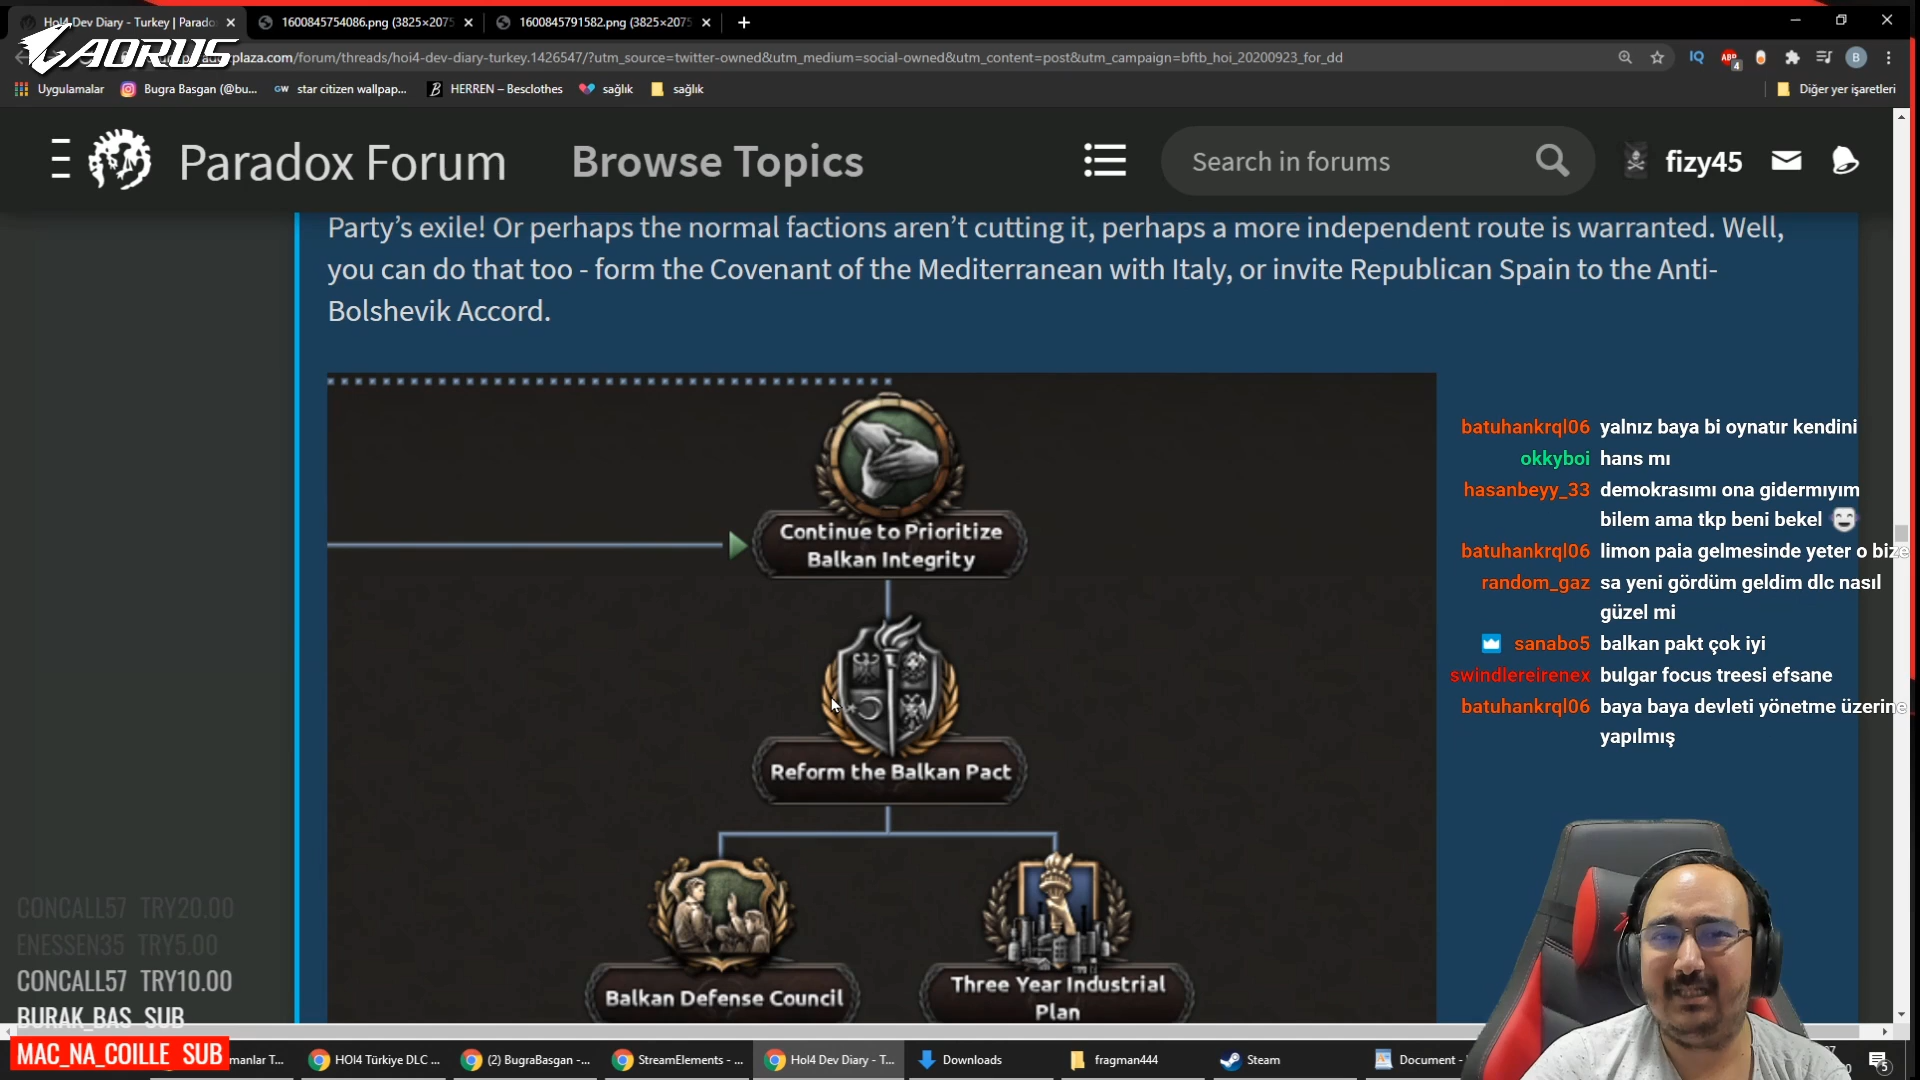 HoI4 Dev Diary - Turkey | Parado
1600845754086.png (3825×2075
1600845791582.png (3825×2075
AORUS
plaza.com/forum/threads/hoi4-dev-diary-turkey.1426547/?utm_source=twitter-owned&utm_medium=social-owned&utm_content=post&utm_campaign=bftb_hoi_20200923_for_dd
IQ
ABP
4
B
Uygulamalar
Bugra Basgan (@bu...
GW star citizen wallpap...
B HERREN – Besclothes
sağlık
sağlık
Diğer yer işaretleri
Paradox Forum
Browse Topics
Search in forums
fizy45
Party's exile! Or perhaps the normal factions aren't cutting it, perhaps a more independent route is warranted. Well,
you can do that too - form the Covenant of the Mediterranean with Italy, or invite Republican Spain to the Anti-
Bolshevik Accord.
Continue to Prioritize
Balkan Integrity
Reform the Balkan Pact
Balkan Defense Council
Three Year Industrial
Plan
batuhankrql06 yalnız baya bi oynatır kendini
okkyboi hans mı
hasanbeyy_33 demokrasımı ona gidermıyım
bilem ama tkp beni bekel
batuhankrql06 limon paia gelmesinde yeter o bize
random_gaz sa yeni gördüm geldim dlc nasıl
güzel mi
sanabo5 balkan pakt çok iyi
swindlereirenex bulgar focus treesi efsane
batuhankrql06 baya baya devleti yönetme üzerine
yapılmış
CONCALL57 TRY20.00
ENESSEN35 TRY5.00
CONCALL57 TRY10.00
BURAK_BAS SUB
MAC_NA_COILLE SUB
manlar T...
HOI4 Türkiye DLC ...
(2) BugraBasgan -...
StreamElements - ...
HoI4 Dev Diary - T...
Downloads
fragman444
Steam
Document -
5